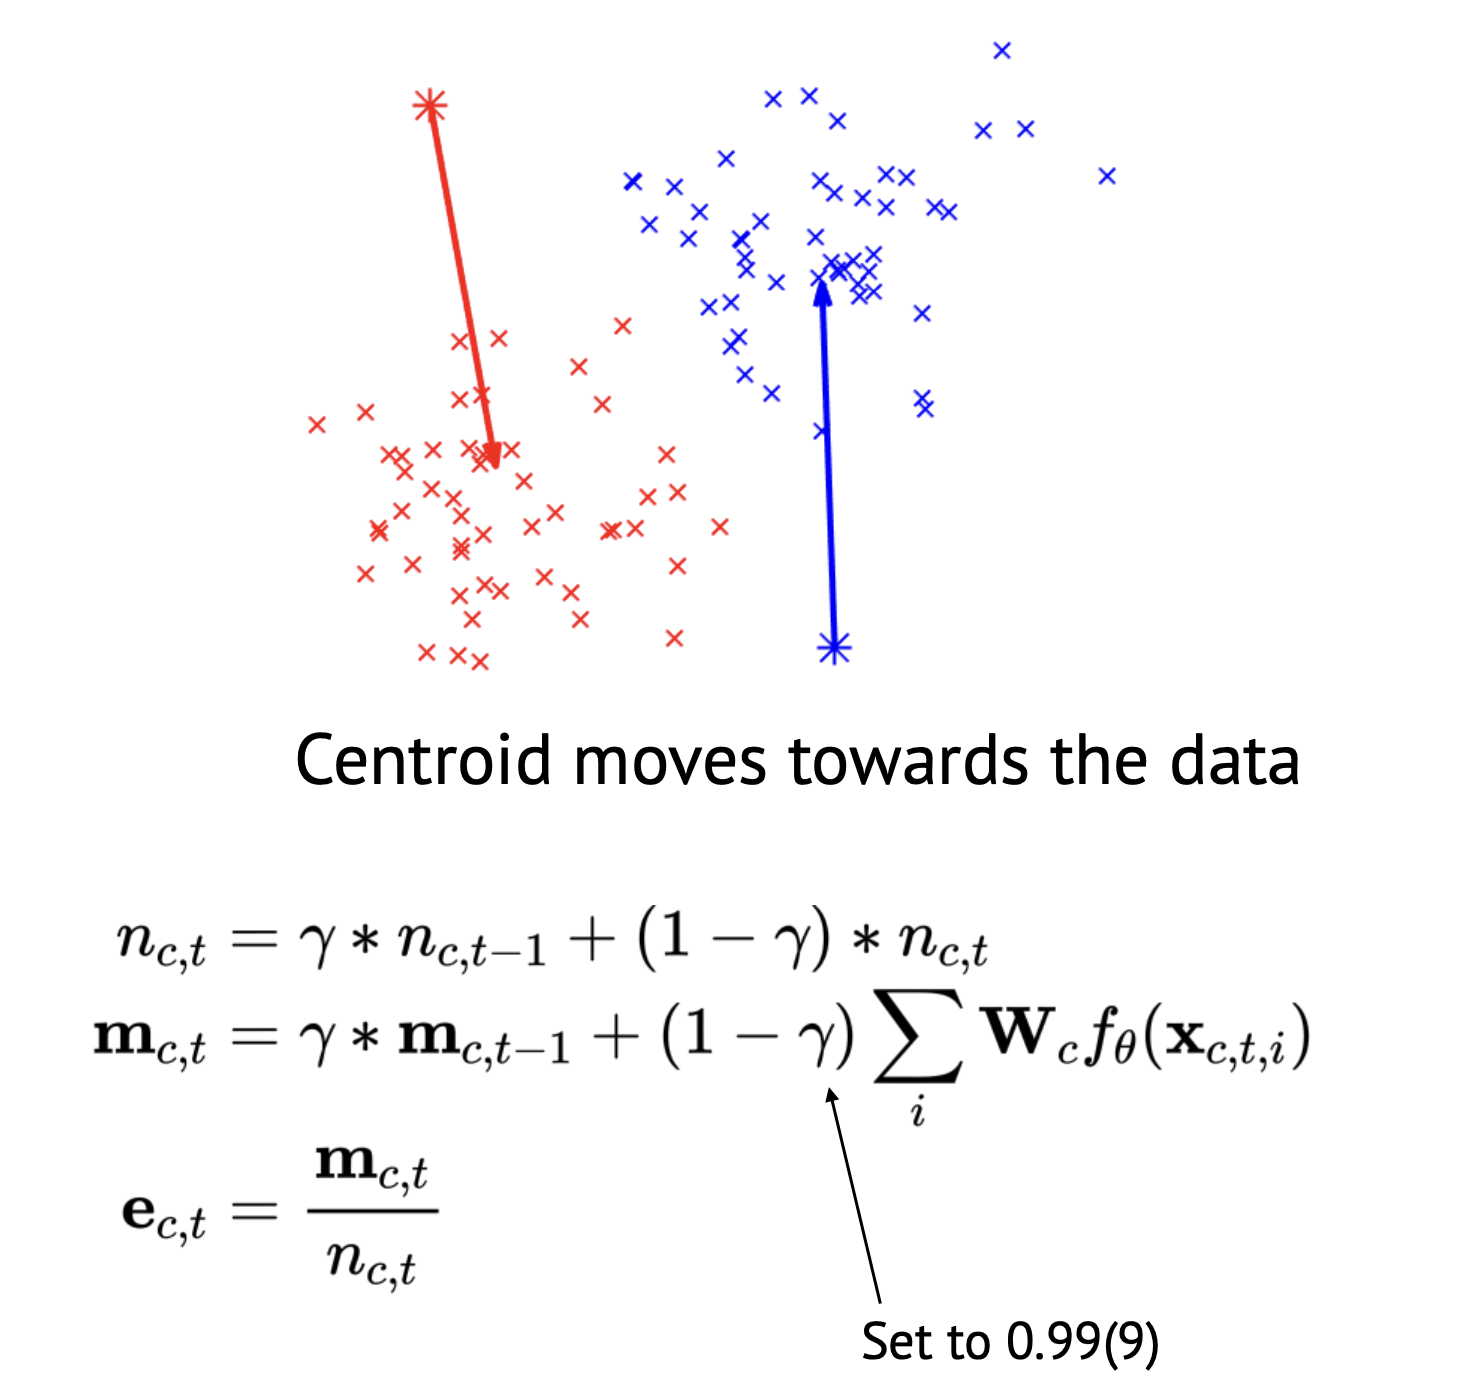 Centroid moves towards the data
n_{c,t} = γ * n_{c,t−1} + (1 − γ) * n_{c,t}
𝐦_{c,t} = γ * 𝐦_{c,t−1} + (1 − γ) ∑_i 𝐖_c f_θ(𝐱_{c,t,i})
𝐞_{c,t} = 𝐦_{c,t} / n_{c,t}
Set to 0.99(9)